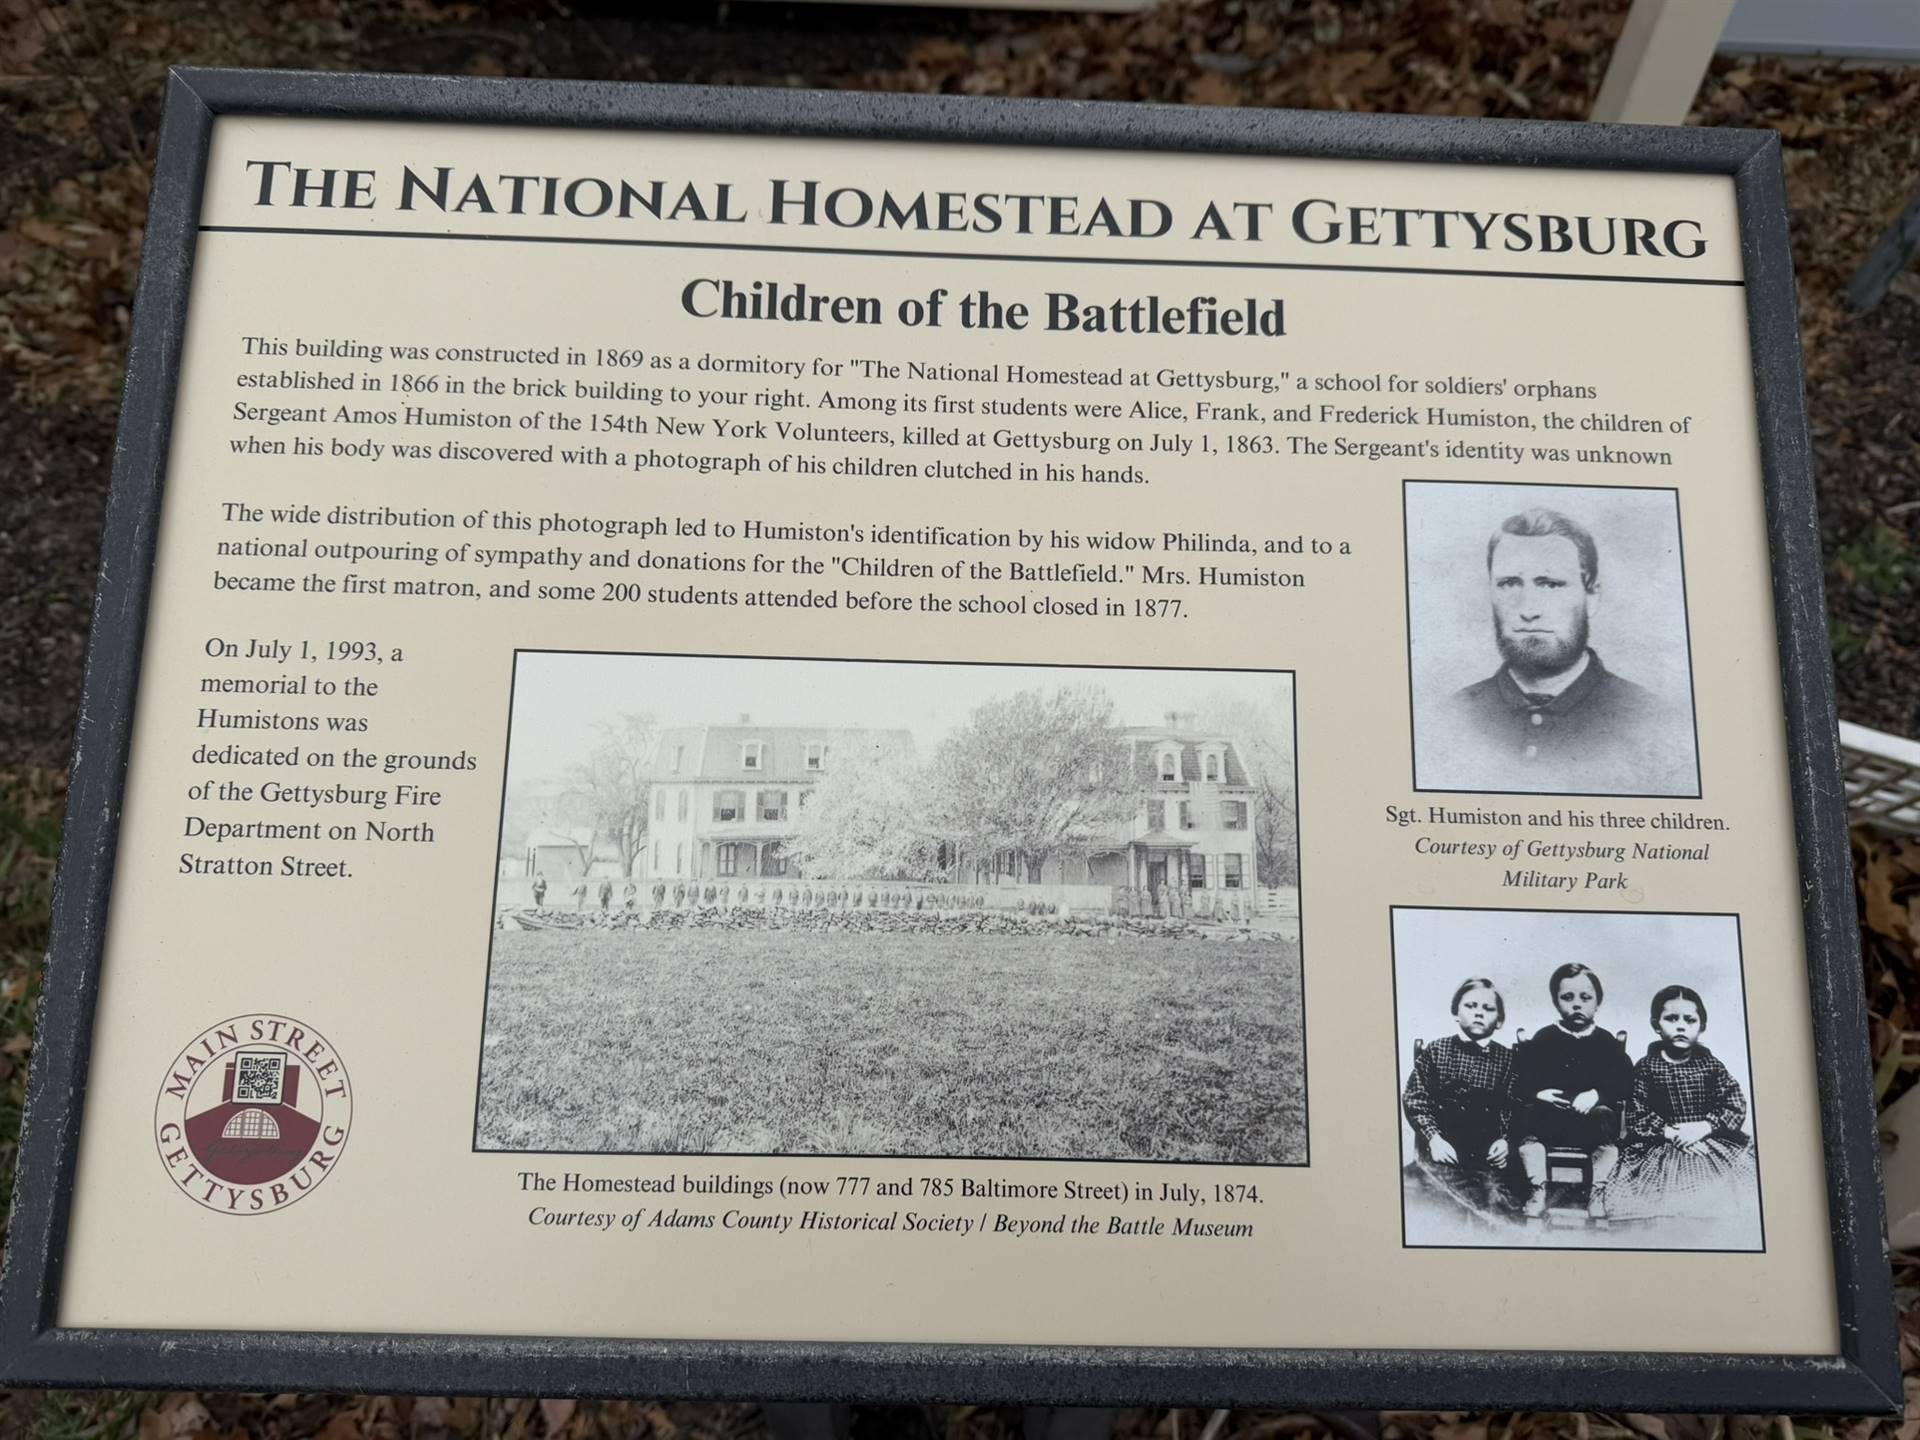 THE NATIONAL HOMESTEAD AT GETTYSBURG
Children of the Battlefield
This building was constructed in 1869 as a dormitory for "The National Homestead at Gettysburg," a school for soldiers' orphans
established in 1866 in the brick building to your right. Among its first students were Alice, Frank, and Frederick Humiston, the children of
Sergeant Amos Humiston of the 154th New York Volunteers, killed at Gettysburg on July 1, 1863. The Sergeant's identity was unknown
when his body was discovered with a photograph of his children clutched in his hands.
The wide distribution of this photograph led to Humiston's identification by his widow Philinda, and to a
national outpouring of sympathy and donations for the "Children of the Battlefield." Mrs. Humiston
became the first matron, and some 200 students attended before the school closed in 1877.
On July 1, 1993, a
memorial to the
Humistons was
dedicated on the grounds
of the Gettysburg Fire
Department on North
Stratton Street.
Sgt. Humiston and his three children.
Courtesy of Gettysburg National
Military Park
The Homestead buildings (now 777 and 785 Baltimore Street) in July, 1874.
Courtesy of Adams County Historical Society / Beyond the Battle Museum
MAIN STREET
GETTYSBURG